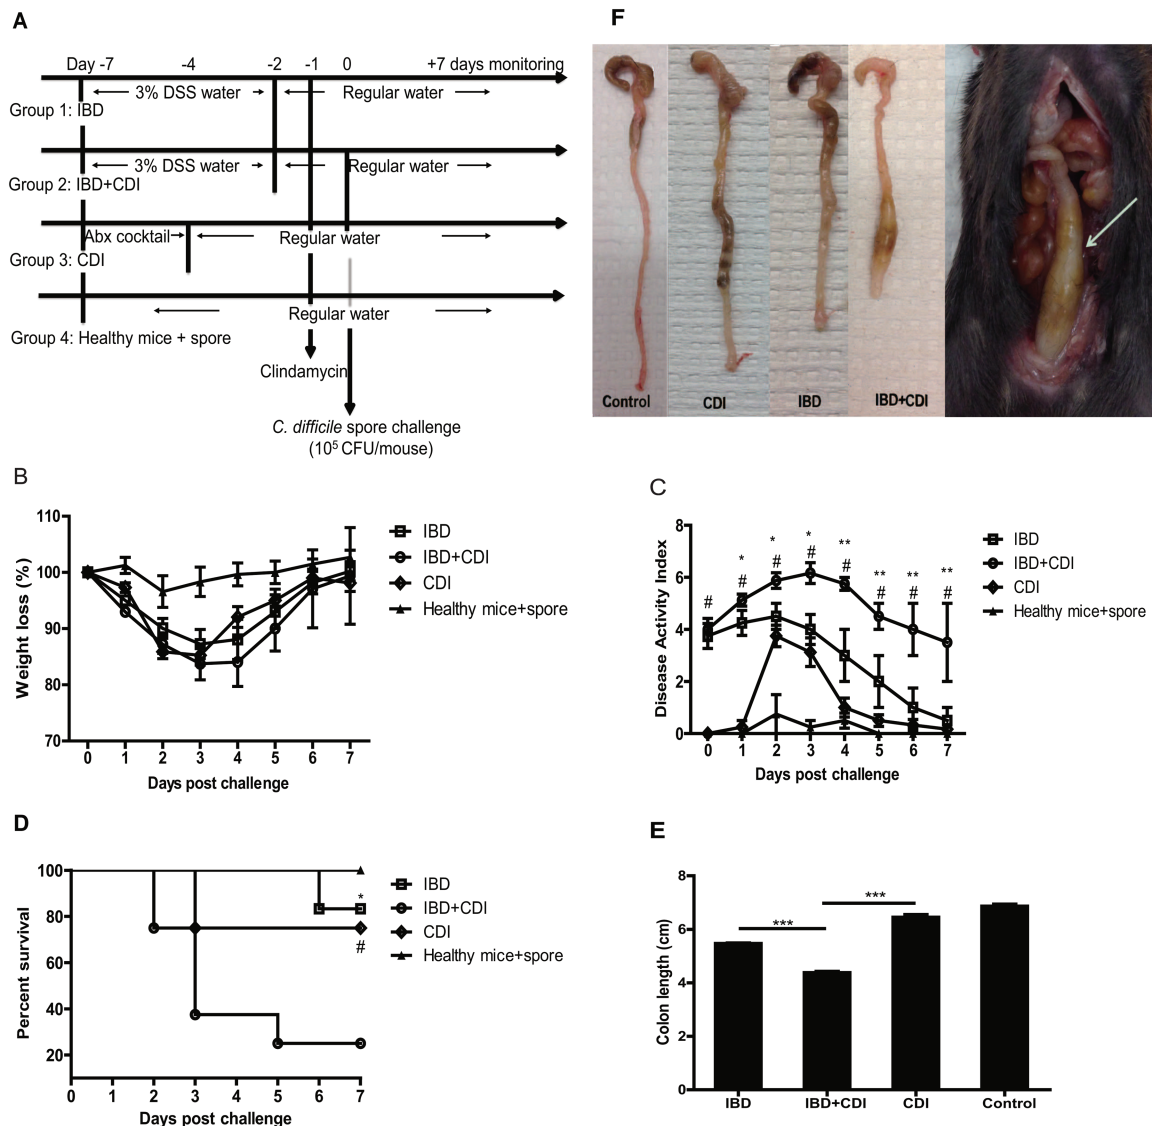 A
Day -7 -4 -2 -1 0 +7 days monitoring
3% DSS water Regular water
Group 1: IBD
3% DSS water Regular water
Group 2: IBD+CDI
Abx cocktail Regular water
Group 3: CDI
Regular water
Group 4: Healthy mice + spore
Clindamycin
C. difficile spore challenge
(10⁵ CFU/mouse)
F
Control CDI IBD IBD+CDI
B
Weight loss (%)
110
100
90
80
70
0 1 2 3 4 5 6 7
Days post challenge
IBD
IBD+CDI
CDI
Healthy mice+spore
C
Disease Activity Index
8
6
4
2
0
* * * ** ** ** **
# # # # # # # #
0 1 2 3 4 5 6 7
Days post challenge
IBD
IBD+CDI
CDI
Healthy mice+spore
D
Percent survival
100
80
60
40
20
*
#
0 1 2 3 4 5 6 7
Days post challenge
IBD
IBD+CDI
CDI
Healthy mice+spore
E
Colon length (cm)
8
6
4
2
0
***
***
IBD IBD+CDI CDI Control